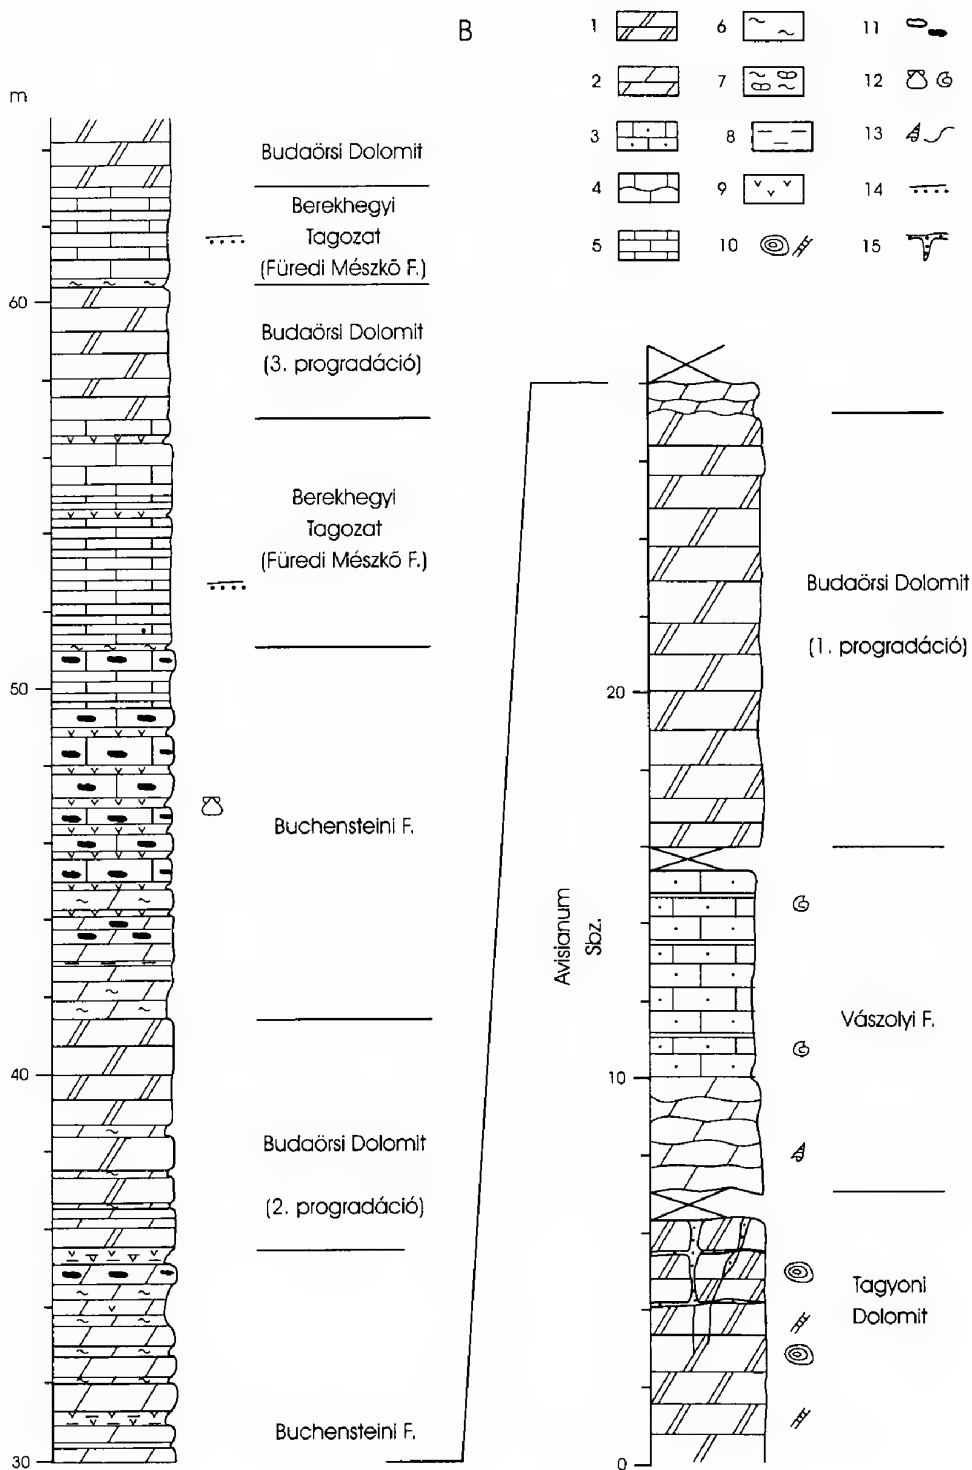 B
1
2
3
4
5
6
7
8
9
10
11
12
13
14
15
m
60
50
40
30
Budaörsi Dolomit
Berekhegyi
Tagozat
(Füredi Mészkő F.)
Budaörsi Dolomit
(3. progradáció)
Berekhegyi
Tagozat
(Füredi Mészkő F.)
Buchensteini F.
Budaörsi Dolomit
(2. progradáció)
Buchensteini F.
20
10
0
Avisianum
Sbz.
Budaörsi Dolomit
(1. progradáció)
Vászolyi F.
Tagyoni
Dolomit